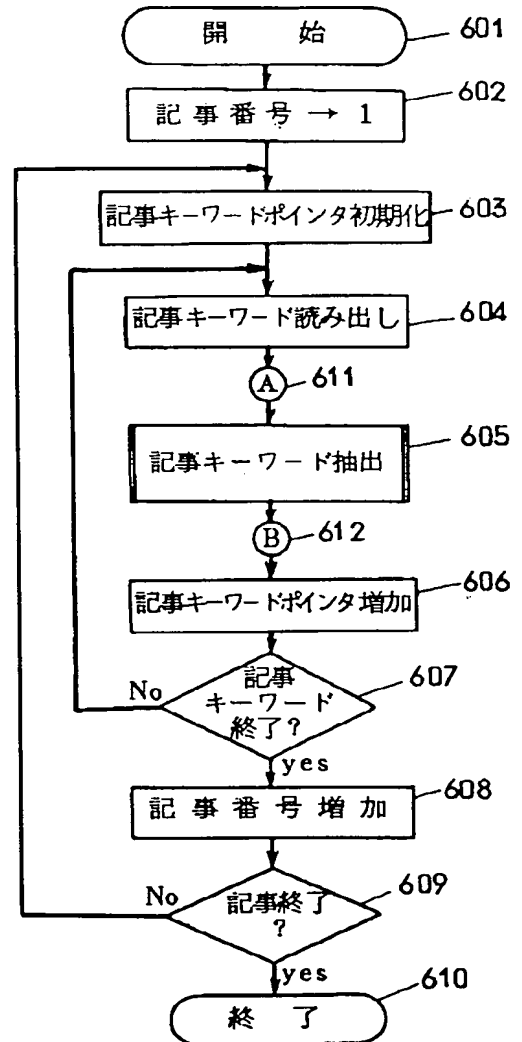 開 始
601
記事番号 → 1
602
記事キーワードポインタ初期化
603
記事キーワード読み出し
604
A
611
記事キーワード抽出
605
B
612
記事キーワードポインタ増加
606
記事
キーワード
終了?
607
No
yes
記事番号増加
608
記事終了
?
609
No
yes
終 了
610